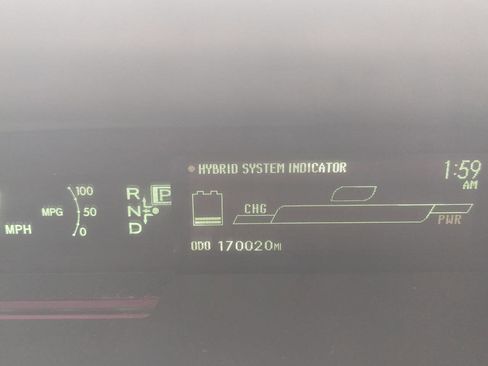 HYBRID SYSTEM INDICATOR
1:59
AM
100
MPG 50
0
MPH
R
N
D
P
CHG
PWR
ODO 170020MI